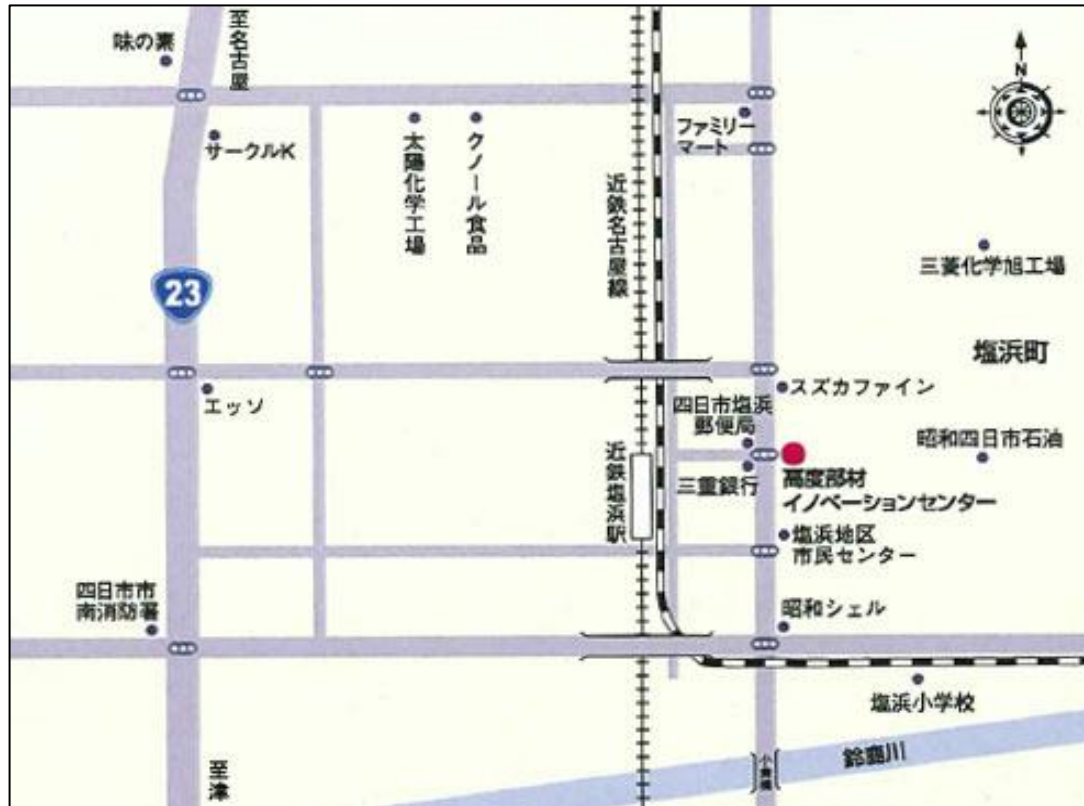 味の素
至名古屋
サークルK
太陽化学工場
クノール食品
近鉄名古屋線
ファミリー
マート
N
三菱化学旭工場
23
塩浜町
エッソ
スズカファイン
四日市塩浜
郵便局
昭和四日市石油
三重銀行
高度部材
イノベーションセンター
近鉄塩浜駅
塩浜地区
市民センター
四日市市
南消防署
昭和シェル
塩浜小学校
鈴鹿川
至津